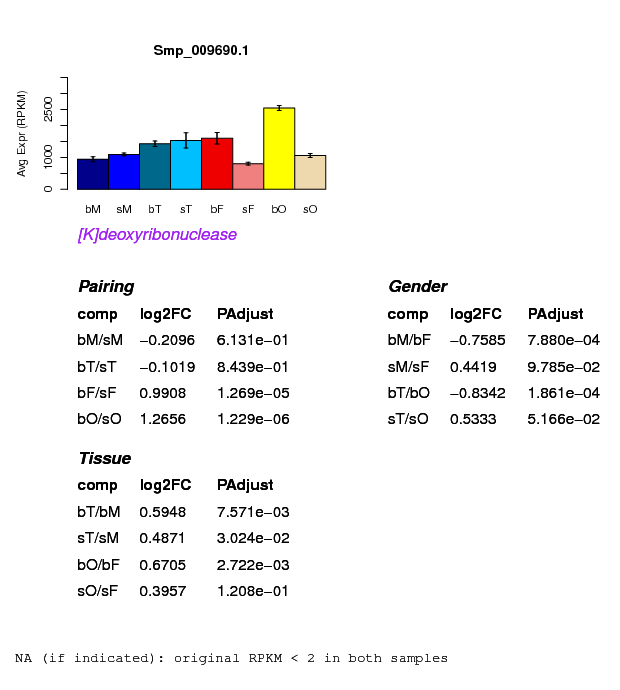 Smp_009690.1
Avg Expr (RPKM)
2500
1000
0
bM sM bT sT bF sF bO sO
[K]deoxyribonuclease
Pairing
comp log2FC PAdjust
bM/sM −0.2096 6.131e−01
bT/sT −0.1019 8.439e−01
bF/sF 0.9908 1.269e−05
bO/sO 1.2656 1.229e−06
Gender
comp log2FC PAdjust
bM/bF −0.7585 7.880e−04
sM/sF 0.4419 9.785e−02
bT/bO −0.8342 1.861e−04
sT/sO 0.5333 5.166e−02
Tissue
comp log2FC PAdjust
bT/bM 0.5948 7.571e−03
sT/sM 0.4871 3.024e−02
bO/bF 0.6705 2.722e−03
sO/sF 0.3957 1.208e−01
NA (if indicated): original RPKM < 2 in both samples